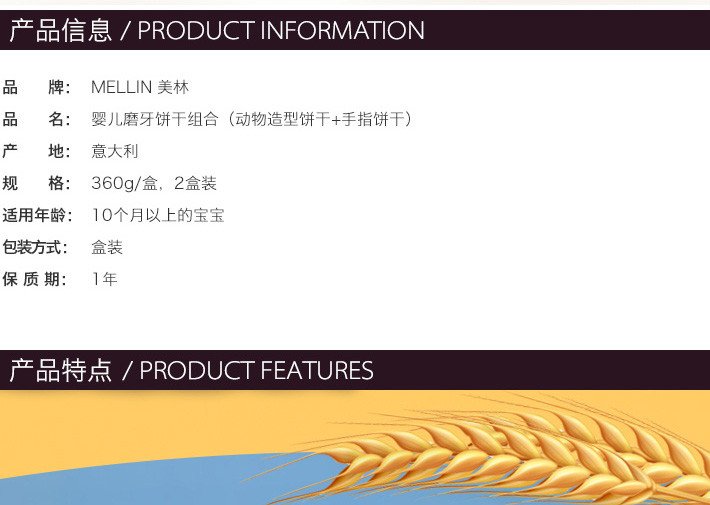 产品信息 / PRODUCT INFORMATION
品 牌： MELLIN 美林
品 名： 婴儿磨牙饼干组合（动物造型饼干+手指饼干）
产 地： 意大利
规 格： 360g/盒，2盒装
适用年龄： 10个月以上的宝宝
包装方式： 盒装
保 质 期： 1年
产品特点 / PRODUCT FEATURES